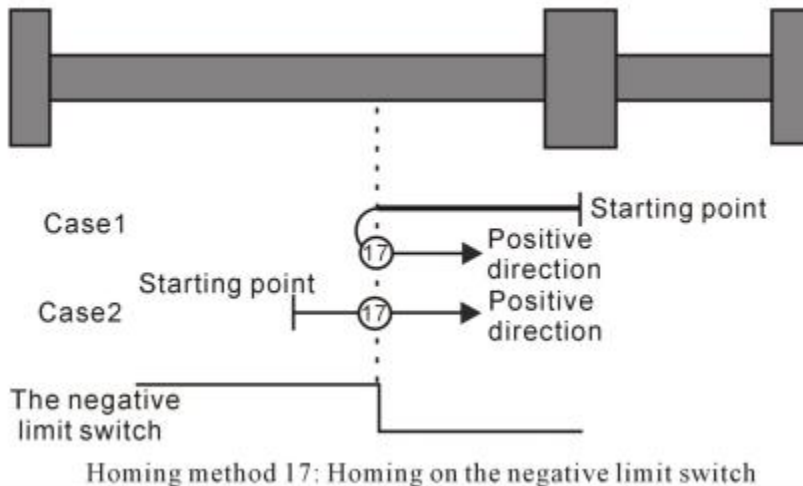 Case1
Starting point
17
Positive
direction
Starting point
Case2
17
Positive
direction
The negative
limit switch
Homing method 17: Homing on the negative limit switch